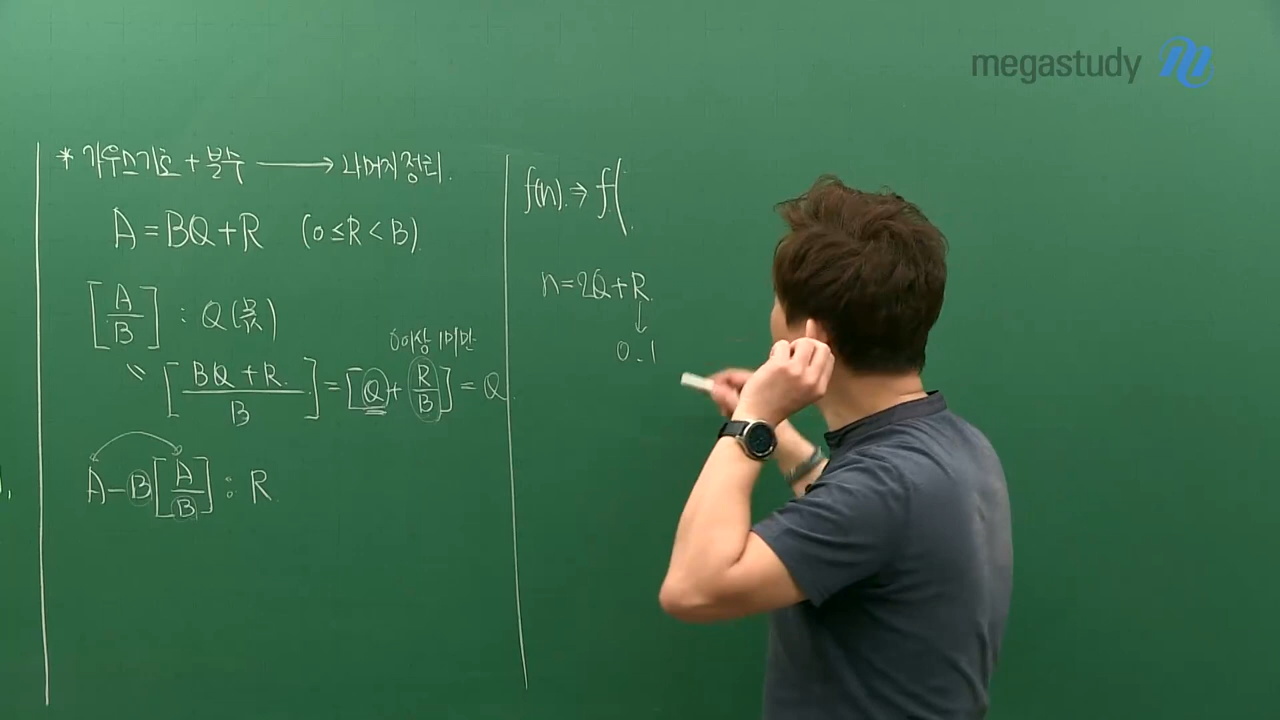 megastudy
* 가우스기호 + 분수 → 나머지정리.
A = BQ + R (0 ≤ R < B)
[A/B] : Q (몫)
0이상 1미만
" [(BQ + R)/B] = [Q + R/B] = Q
A - B[A/B] : R
f(n). ⇒ f(
n = 2Q + R.
↓
0. 1